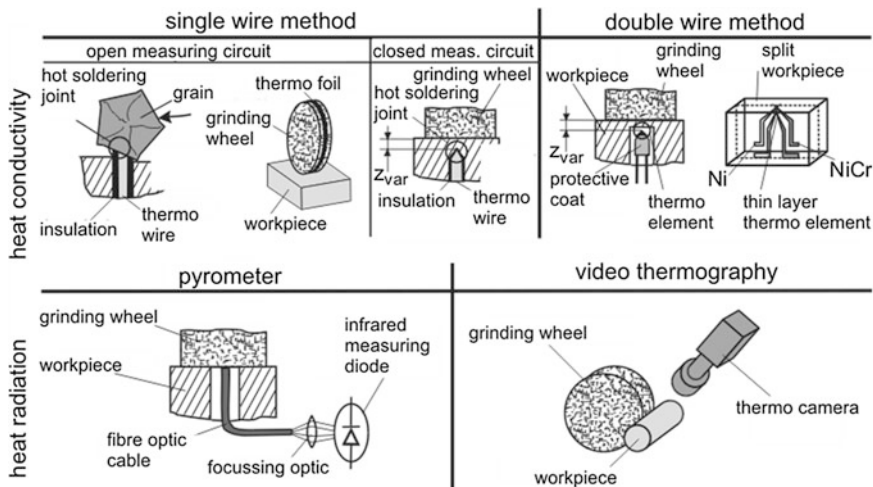 single wire method
double wire method
open measuring circuit
closed meas. circuit
hot soldering
joint
grain
insulation
thermo
wire
thermo foil
grinding
wheel
workpiece
grinding wheel
hot soldering
joint
zvar
insulation
thermo
wire
workpiece
grinding
wheel
zvar
protective
coat
thermo
element
split
workpiece
Ni
NiCr
thin layer
thermo element
heat conductivity
pyrometer
video thermography
grinding wheel
workpiece
fibre optic
cable
focussing optic
infrared
measuring
diode
grinding wheel
workpiece
thermo camera
heat radiation